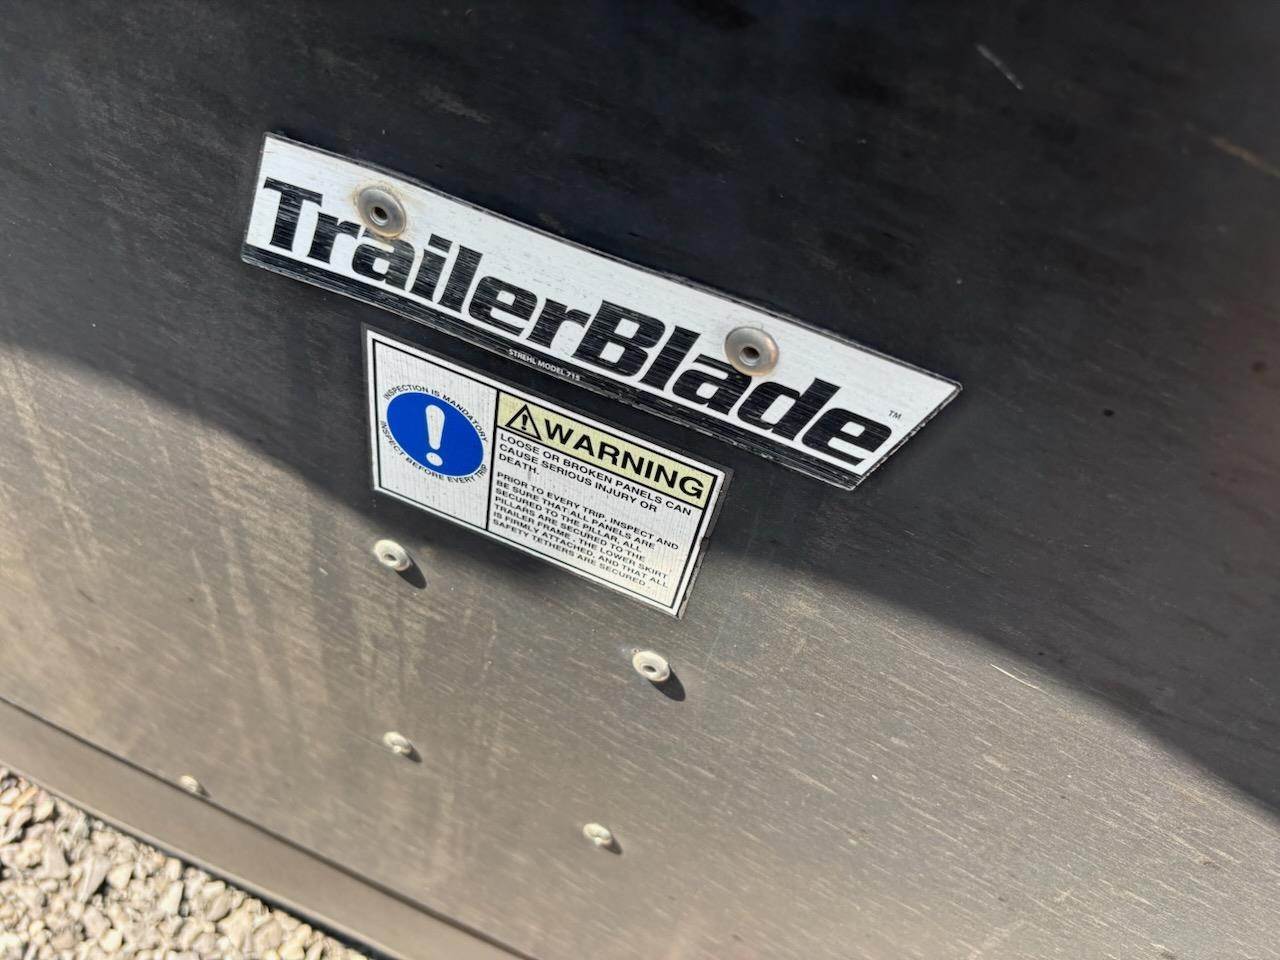 TrailerBlade™
STREHL MODEL 715
INSPECTION IS MANDATORY
INSPECT BEFORE EVERY TRIP
WARNING
LOOSE OR BROKEN PANELS CAN
CAUSE SERIOUS INJURY OR
DEATH.
PRIOR TO EVERY TRIP, INSPECT AND
BE SURE THAT ALL PANELS ARE
SECURED TO THE PILLAR, ALL
PILLARS ARE SECURED TO THE
TRAILER FRAME, THE LOWER SKIRT
IS FIRMLY ATTACHED, AND THAT ALL
SAFETY TETHERS ARE SECURED.